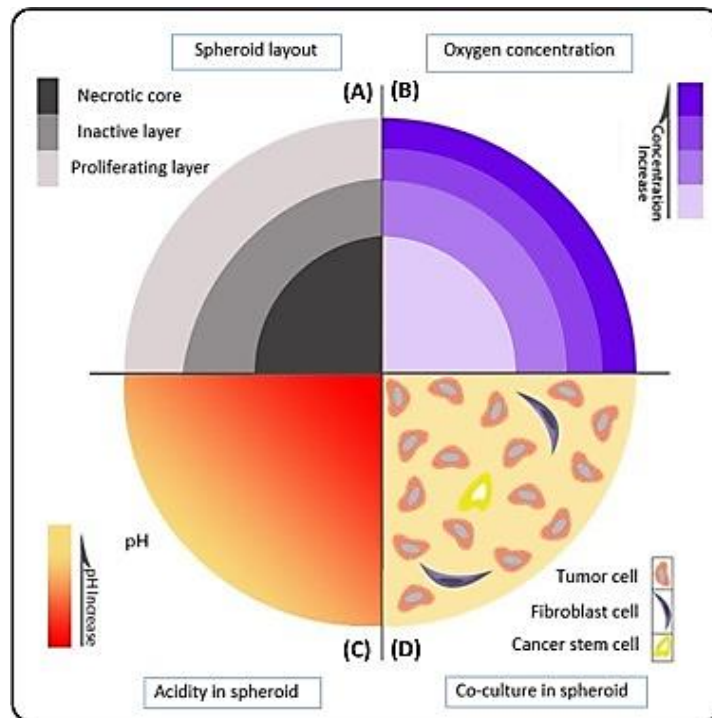 Spheroid layout
Oxygen concentration
(A)
(B)
Necrotic core
Inactive layer
Proliferating layer
Concentration
Increase
pH
pH Increase
Tumor cell
Fibroblast cell
Cancer stem cell
(C)
(D)
Acidity in spheroid
Co-culture in spheroid